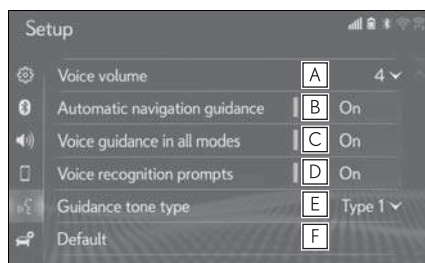 Setup
Voice volume A 4
Automatic navigation guidance B On
Voice guidance in all modes C On
Voice recognition prompts D On
Guidance tone type E Type 1
Default F